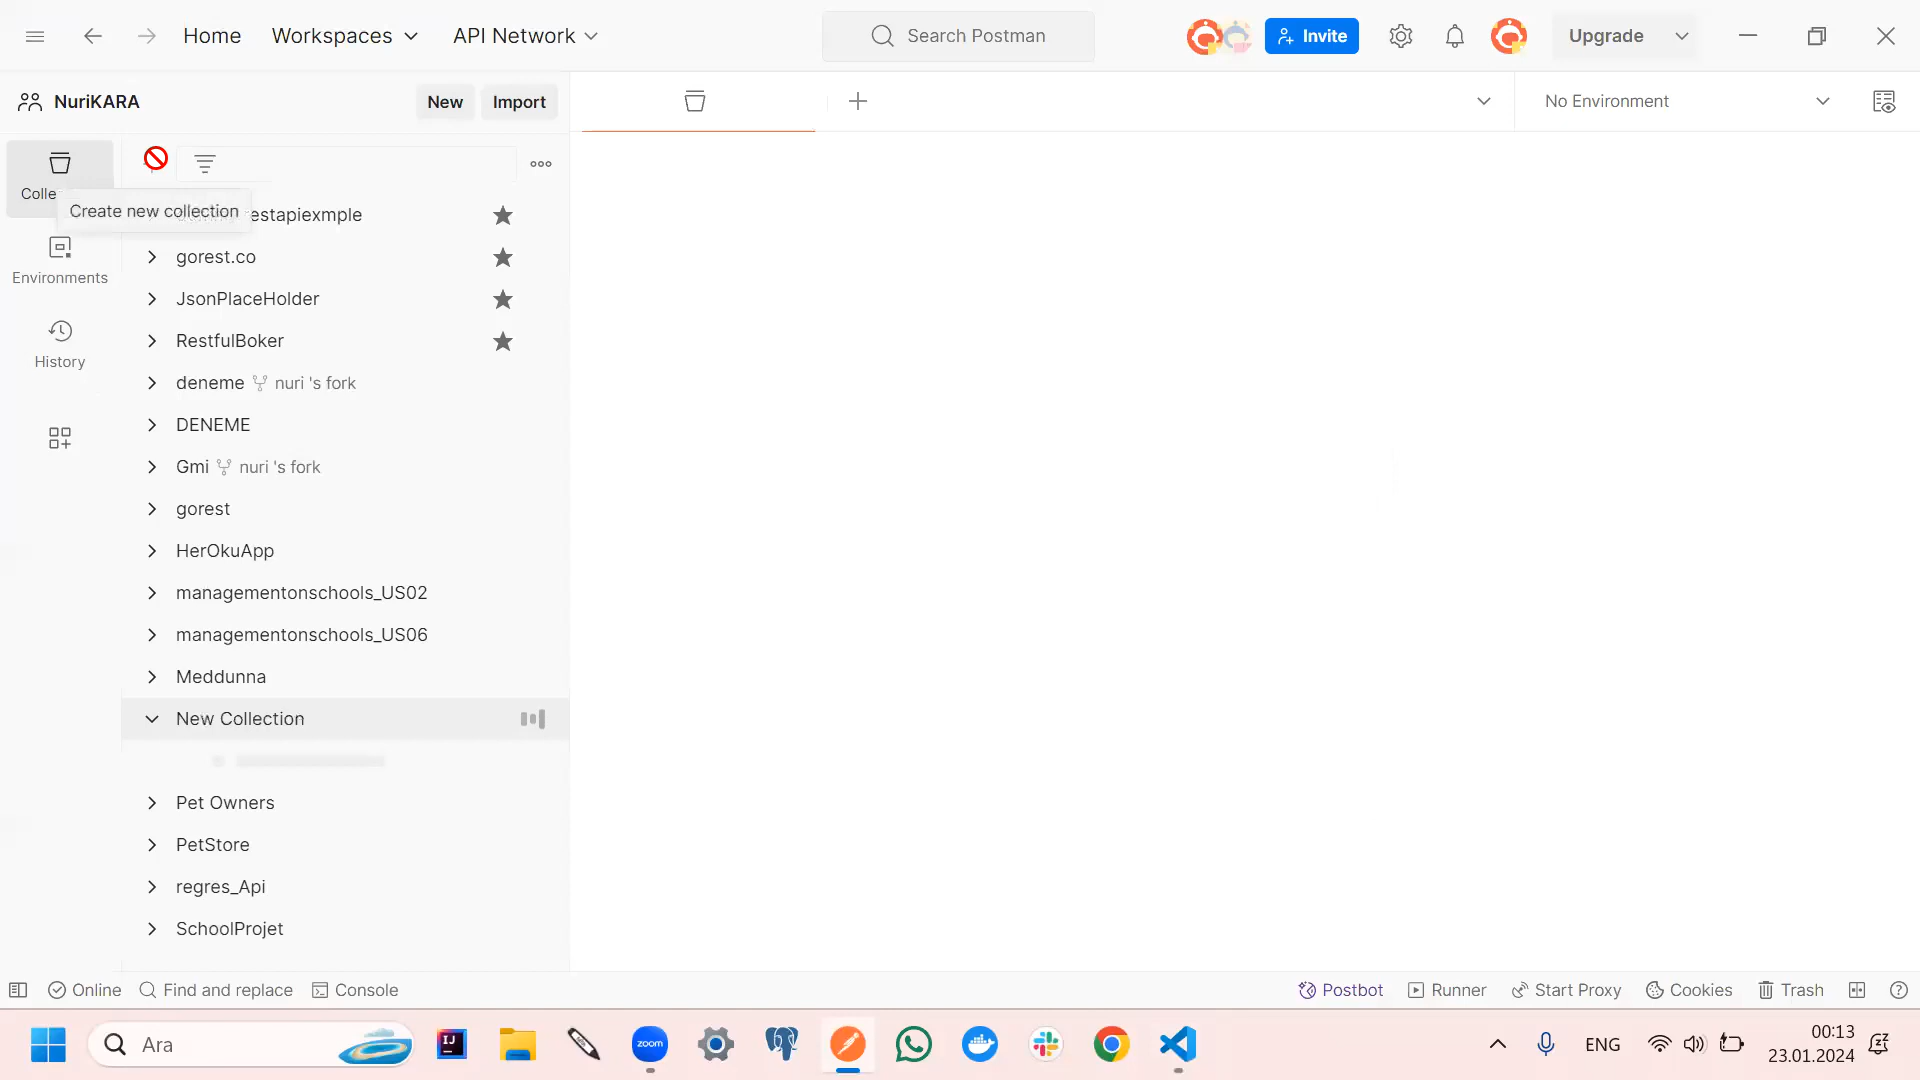 Home Workspaces API Network Search Postman Invite Upgrade
NuriKARA New Import No Environment
Colle
Create new collection estapiexmple
gorest.co
Environments
JsonPlaceHolder
RestfulBoker
History
deneme nuri 's fork
DENEME
Gmi nuri 's fork
gorest
HerOkuApp
managementonschools_US02
managementonschools_US06
Meddunna
New Collection
Pet Owners
PetStore
regres_Api
SchoolProjet
Online Find and replace Console Postbot Runner Start Proxy Cookies Trash
Ara zoom ENG 00:13
23.01.2024